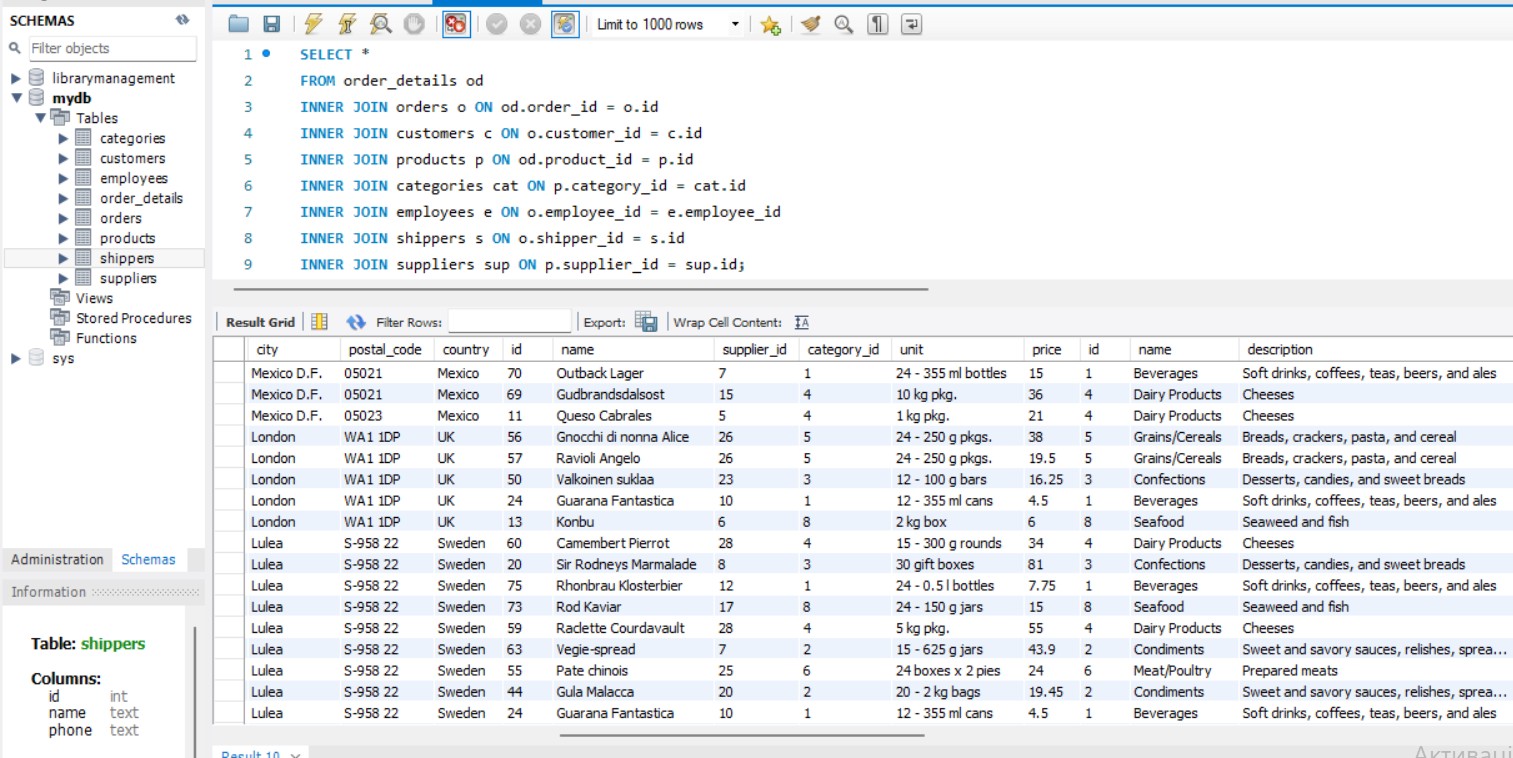 SCHEMAS
Filter objects
librarymanagement
mydb
Tables
categories
customers
employees
order_details
orders
products
shippers
suppliers
Views
Stored Procedures
Functions
sys
Administration Schemas
Information
Table: shippers
Columns:
id int
name text
phone text
Limit to 1000 rows
1 SELECT *
2 FROM order_details od
3 INNER JOIN orders o ON od.order_id = o.id
4 INNER JOIN customers c ON o.customer_id = c.id
5 INNER JOIN products p ON od.product_id = p.id
6 INNER JOIN categories cat ON p.category_id = cat.id
7 INNER JOIN employees e ON o.employee_id = e.employee_id
8 INNER JOIN shippers s ON o.shipper_id = s.id
9 INNER JOIN suppliers sup ON p.supplier_id = sup.id;
Result Grid Filter Rows: Export: Wrap Cell Content:
city postal_code country id name supplier_id category_id unit price id name description
Mexico D.F. 05021 Mexico 70 Outback Lager 7 1 24 - 355 ml bottles 15 1 Beverages Soft drinks, coffees, teas, beers, and ales
Mexico D.F. 05021 Mexico 69 Gudbrandsdalsost 15 4 10 kg pkg. 36 4 Dairy Products Cheeses
Mexico D.F. 05023 Mexico 11 Queso Cabrales 5 4 1 kg pkg. 21 4 Dairy Products Cheeses
London WA1 1DP UK 56 Gnocchi di nonna Alice 26 5 24 - 250 g pkgs. 38 5 Grains/Cereals Breads, crackers, pasta, and cereal
London WA1 1DP UK 57 Ravioli Angelo 26 5 24 - 250 g pkgs. 19.5 5 Grains/Cereals Breads, crackers, pasta, and cereal
London WA1 1DP UK 50 Valkoinen suklaa 23 3 12 - 100 g bars 16.25 3 Confections Desserts, candies, and sweet breads
London WA1 1DP UK 24 Guarana Fantastica 10 1 12 - 355 ml cans 4.5 1 Beverages Soft drinks, coffees, teas, beers, and ales
London WA1 1DP UK 13 Konbu 6 8 2 kg box 6 8 Seafood Seaweed and fish
Lulea S-958 22 Sweden 60 Camembert Pierrot 28 4 15 - 300 g rounds 34 4 Dairy Products Cheeses
Lulea S-958 22 Sweden 20 Sir Rodneys Marmalade 8 3 30 gift boxes 81 3 Confections Desserts, candies, and sweet breads
Lulea S-958 22 Sweden 75 Rhonbrau Klosterbier 12 1 24 - 0.5 l bottles 7.75 1 Beverages Soft drinks, coffees, teas, beers, and ales
Lulea S-958 22 Sweden 73 Rod Kaviar 17 8 24 - 150 g jars 15 8 Seafood Seaweed and fish
Lulea S-958 22 Sweden 59 Raclette Courdavault 28 4 5 kg pkg. 55 4 Dairy Products Cheeses
Lulea S-958 22 Sweden 63 Vegie-spread 7 2 15 - 625 g jars 43.9 2 Condiments Sweet and savory sauces, relishes, sprea...
Lulea S-958 22 Sweden 55 Pate chinois 25 6 24 boxes x 2 pies 24 6 Meat/Poultry Prepared meats
Lulea S-958 22 Sweden 44 Gula Malacca 20 2 20 - 2 kg bags 19.45 2 Condiments Sweet and savory sauces, relishes, sprea...
Lulea S-958 22 Sweden 24 Guarana Fantastica 10 1 12 - 355 ml cans 4.5 1 Beverages Soft drinks, coffees, teas, beers, and ales
Result 10
Активаці